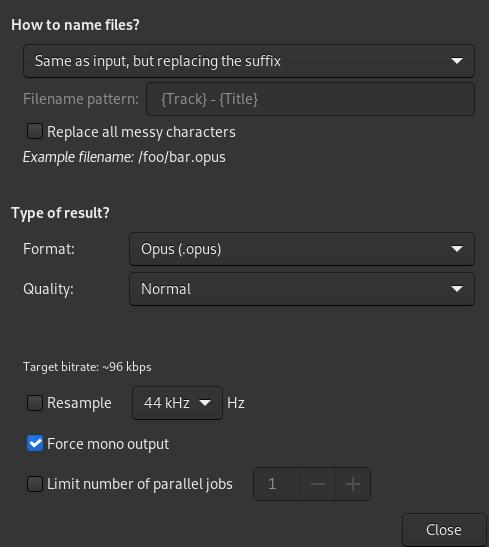 How to name files?
Same as input, but replacing the suffix
Filename pattern: {Track} - {Title}
Replace all messy characters
Example filename: /foo/bar.opus
Type of result?
Format: Opus (.opus)
Quality: Normal
Target bitrate: ~96 kbps
Resample 44 kHz Hz
Force mono output
Limit number of parallel jobs 1
Close